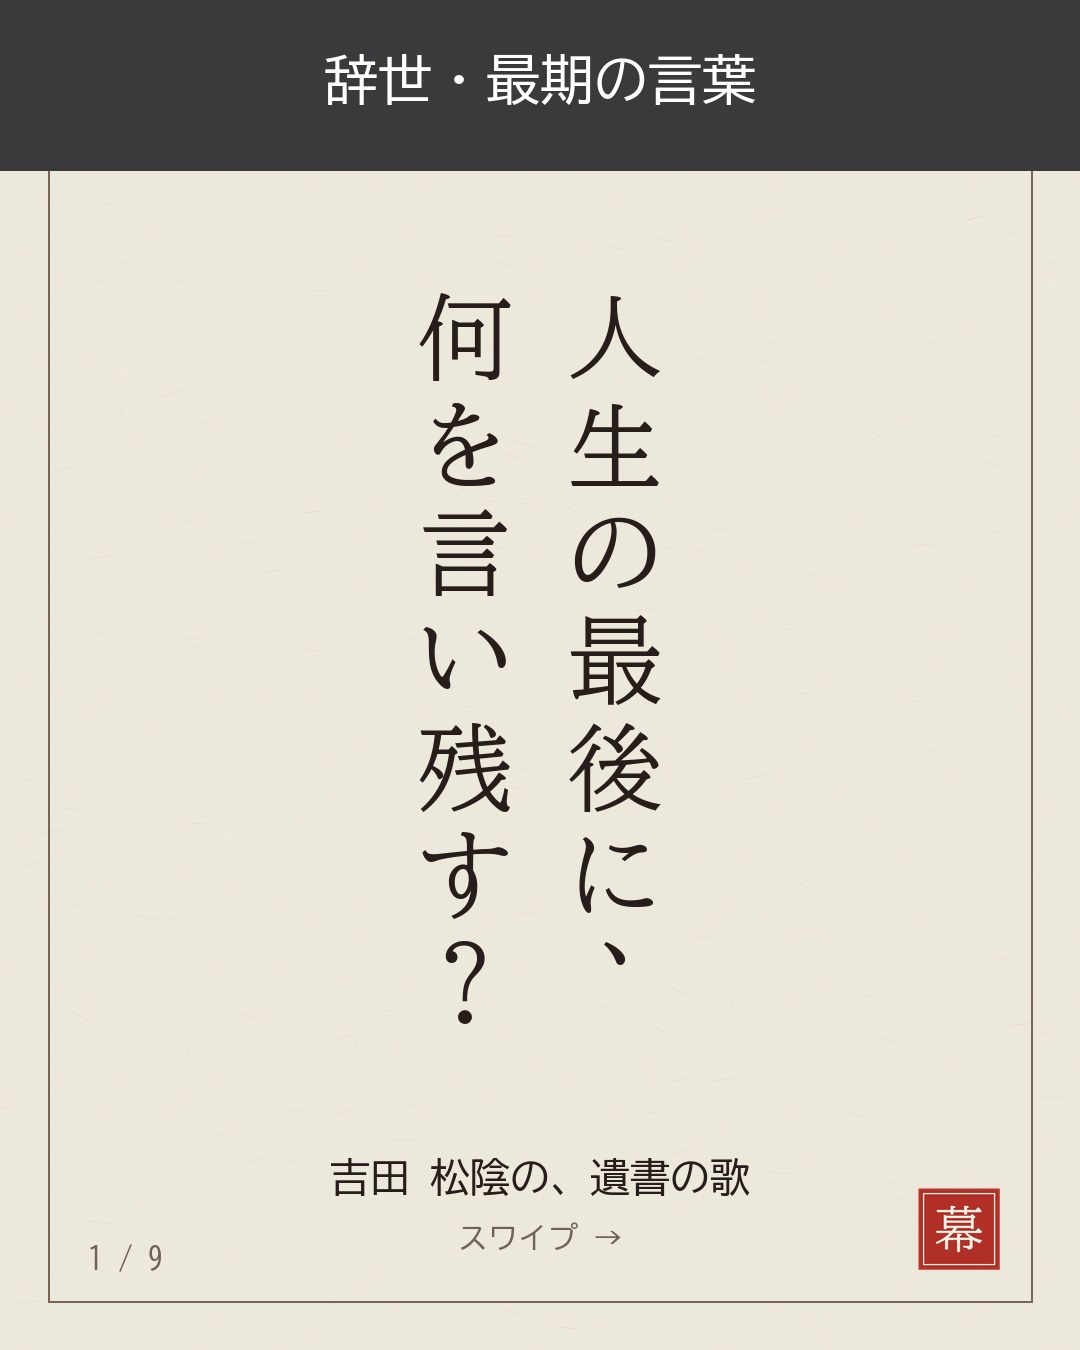 辞世・最期の言葉
人生の最後に、
何を言い残す？
吉田 松陰の、遺書の歌
スワイプ →
1 / 9
幕